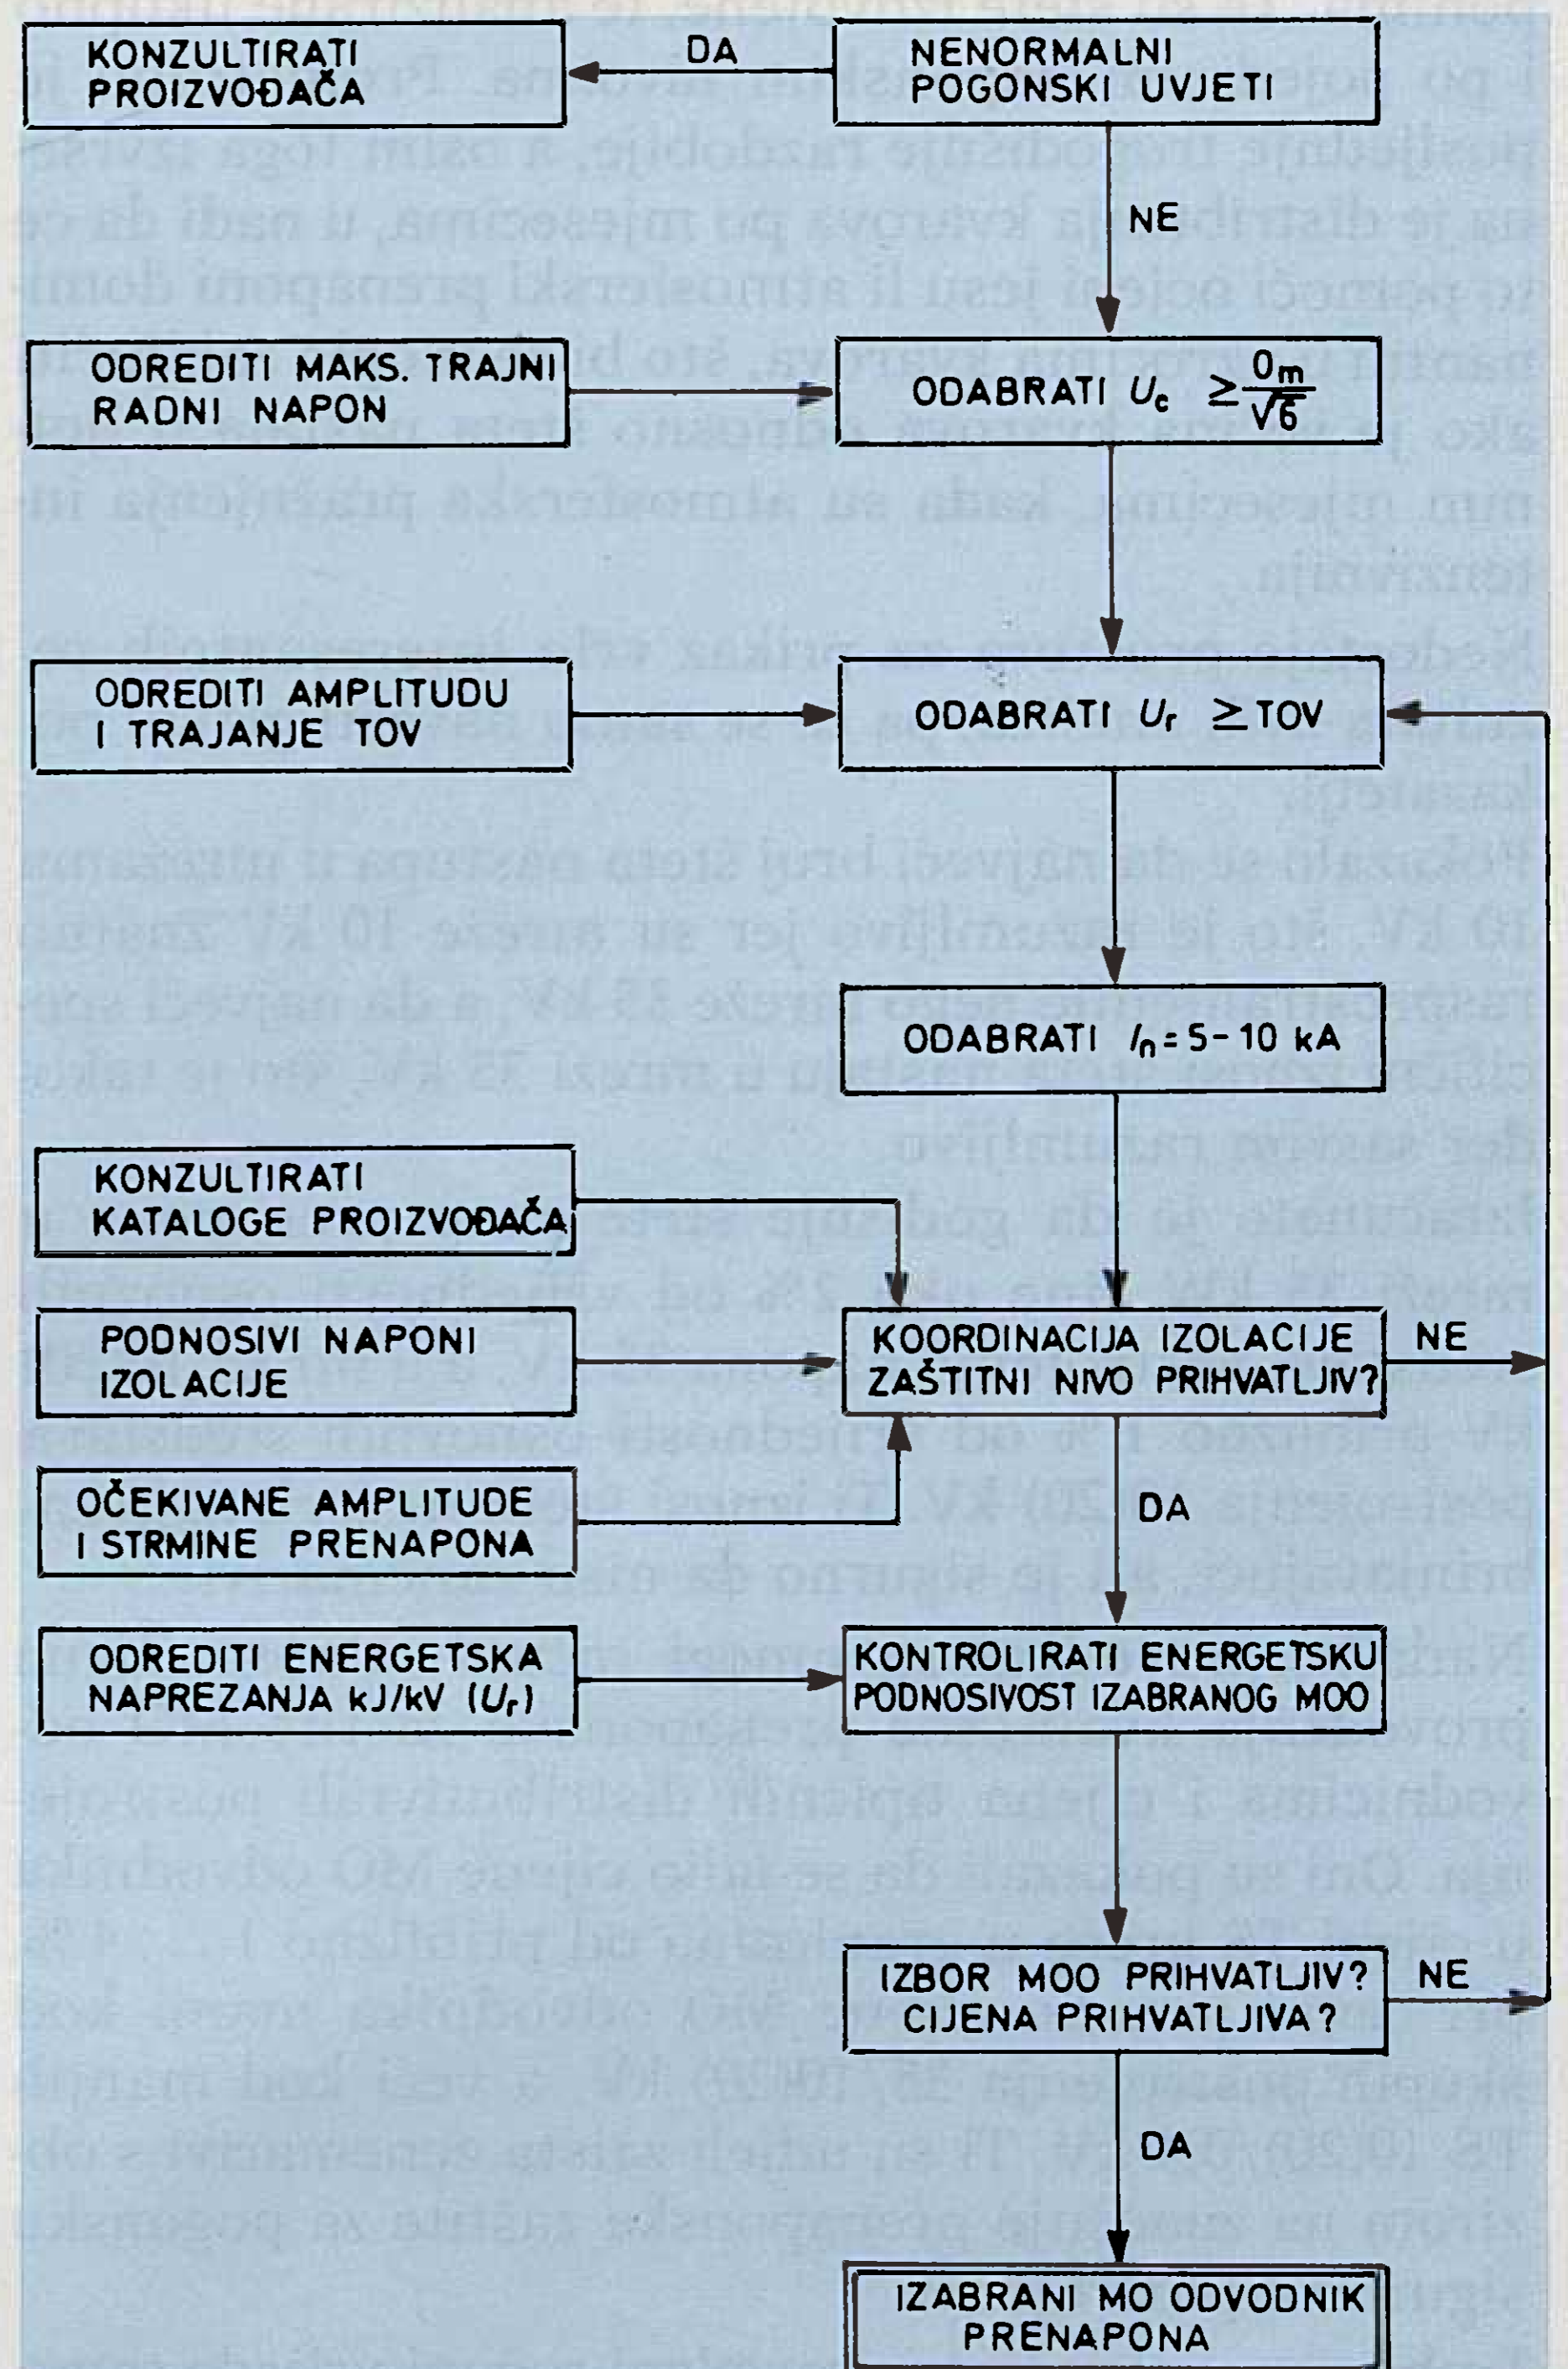 KONZULTIRATI
PROIZVOĐAČA
DA
NENORMALNI
POGONSKI UVJETI
NE
ODREDITI MAKS. TRAJNI
RADNI NAPON
ODABRATI U_c ≥ 0m/√6
ODREDITI AMPLITUDU
I TRAJANJE TOV
ODABRATI U_r ≥ TOV
ODABRATI I_n = 5-10 kA
KONZULTIRATI
KATALOGE PROIZVOĐAČA
PODNOSIVI NAPONI
IZOLACIJE
KOORDINACIJA IZOLACIJE
ZAŠTITNI NIVO PRIHVATLJIV?
NE
OČEKIVANE AMPLITUDE
I STRMINE PRENAPONA
DA
ODREDITI ENERGETSKA
NAPREZANJA kJ/kV (U_r)
KONTROLIRATI ENERGETSKU
PODNOSIVOST IZABRANOG MOO
IZBOR MOO PRIHVATLJIV?
CIJENA PRIHVATLJIVA?
NE
DA
IZABRANI MO ODVODNIK
PRENAPONA